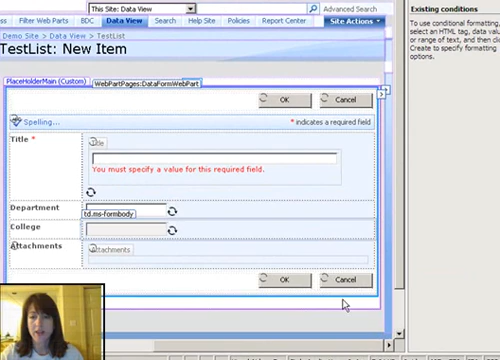 This Site: Data View
Advanced Search
ss Filter Web Parts BDC Data View Search Help Site Policies Report Center Site Actions
Demo Site > Data View > TestList
TestList: New Item
PlaceHolderMain (Custom) WebPartPages:DataFormWebPart
OK Cancel
Spelling...
* indicates a required field
Title *
Title
You must specify a value for this required field.
Department
td.ms-formbody
College
Attachments
Attachments
OK Cancel
Existing conditions
To use conditional formatting,
select an HTML tag, data valu
or range of text, and then clic
Create to specify formatting
options.